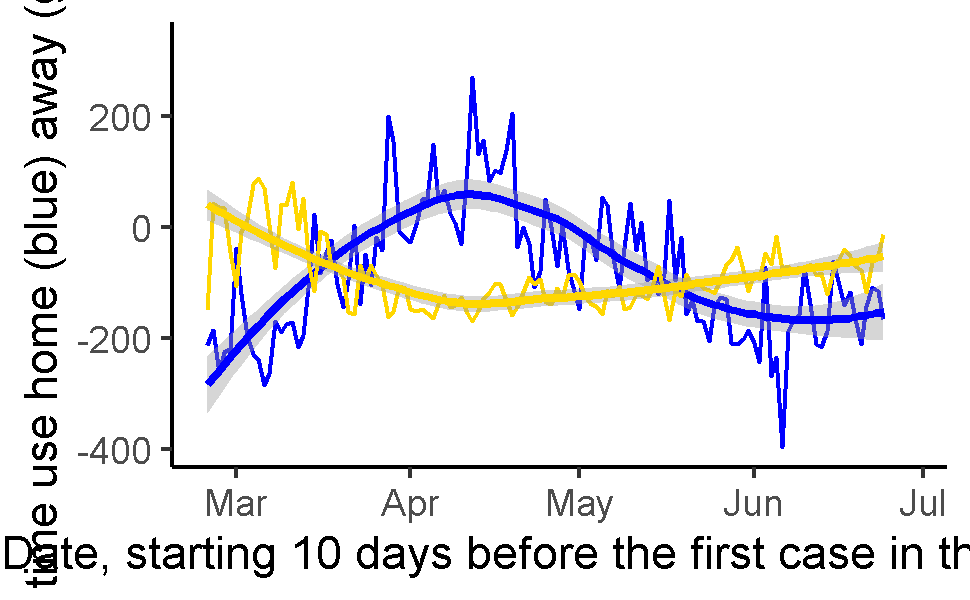 time use home (blue) away (g
200
0
-200
-400
Mar Apr May Jun Jul
Date, starting 10 days before the first case in th